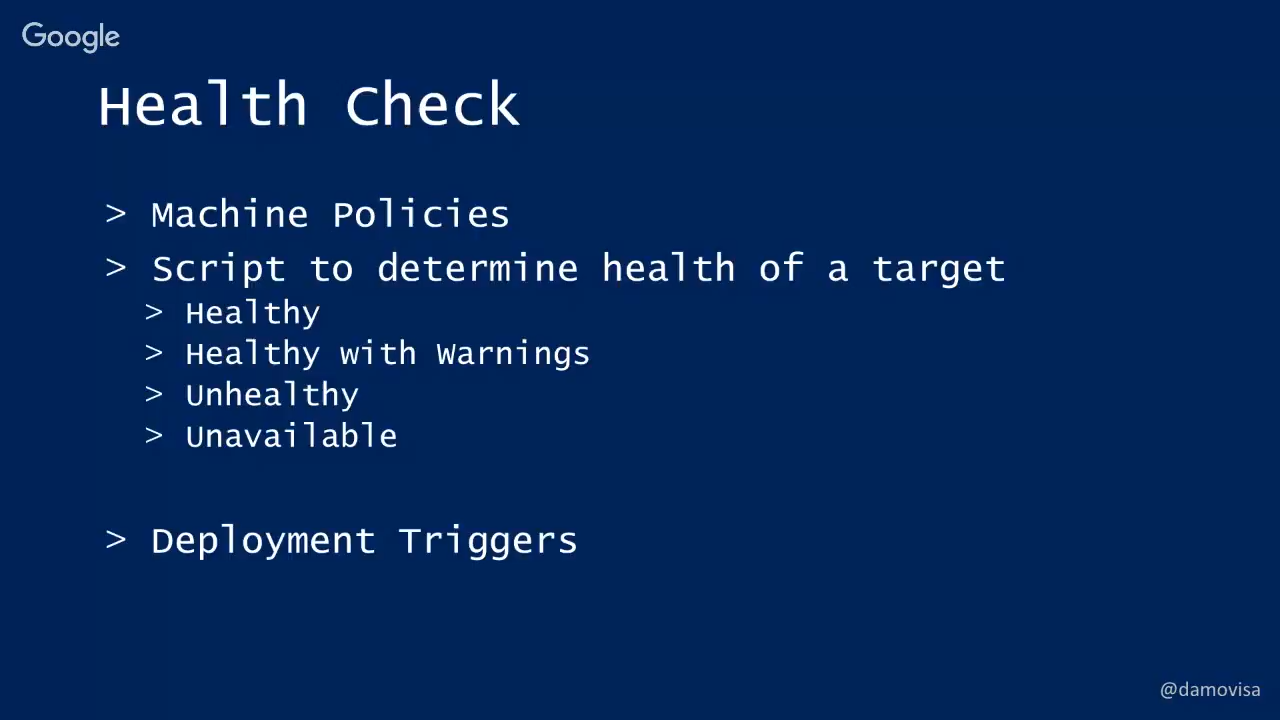 Google
Health Check
> Machine Policies
> Script to determine health of a target
> Healthy
> Healthy with Warnings
> Unhealthy
> Unavailable
> Deployment Triggers
@damovisa